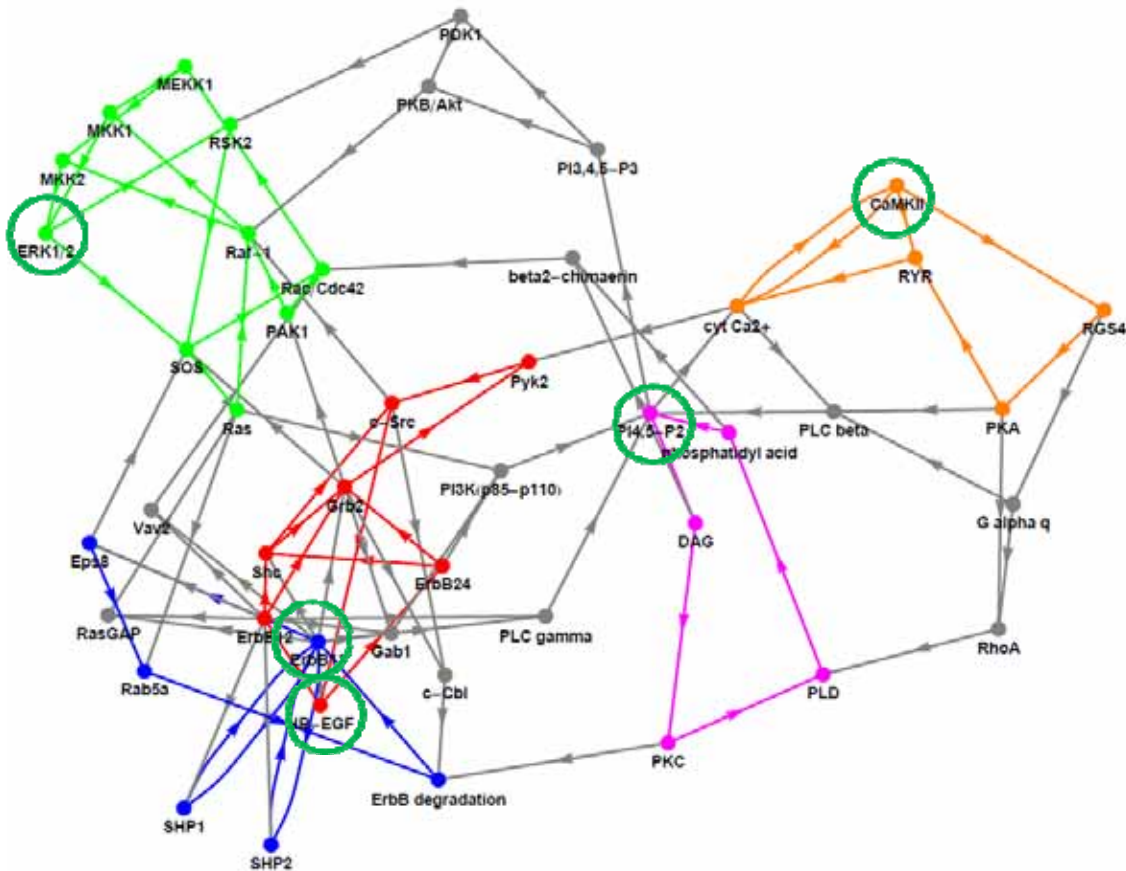 PDK1
MEKK1
PKB/Akt
MKK1
RSK2
MKK2
PI3,4,5-P3
CaMKII
ERK1/2
Raf-1
RYR
beta2-chimaerin
Rac/Cdc42
cyt Ca2+
RGS4
PAK1
SOS
Pyk2
c-Src
Ras
PI4,5-P2
PLC beta
PKA
phosphatidyl acid
PI3K(p85-p110)
Grb2
Vav2
G alpha q
DAG
Eps8
Shc
ErbB24
RasGAP
PLC gamma
Gab1
RhoA
c-Cbl
Rab5a
PLD
PKC
ErbB degradation
SHP1
SHP2